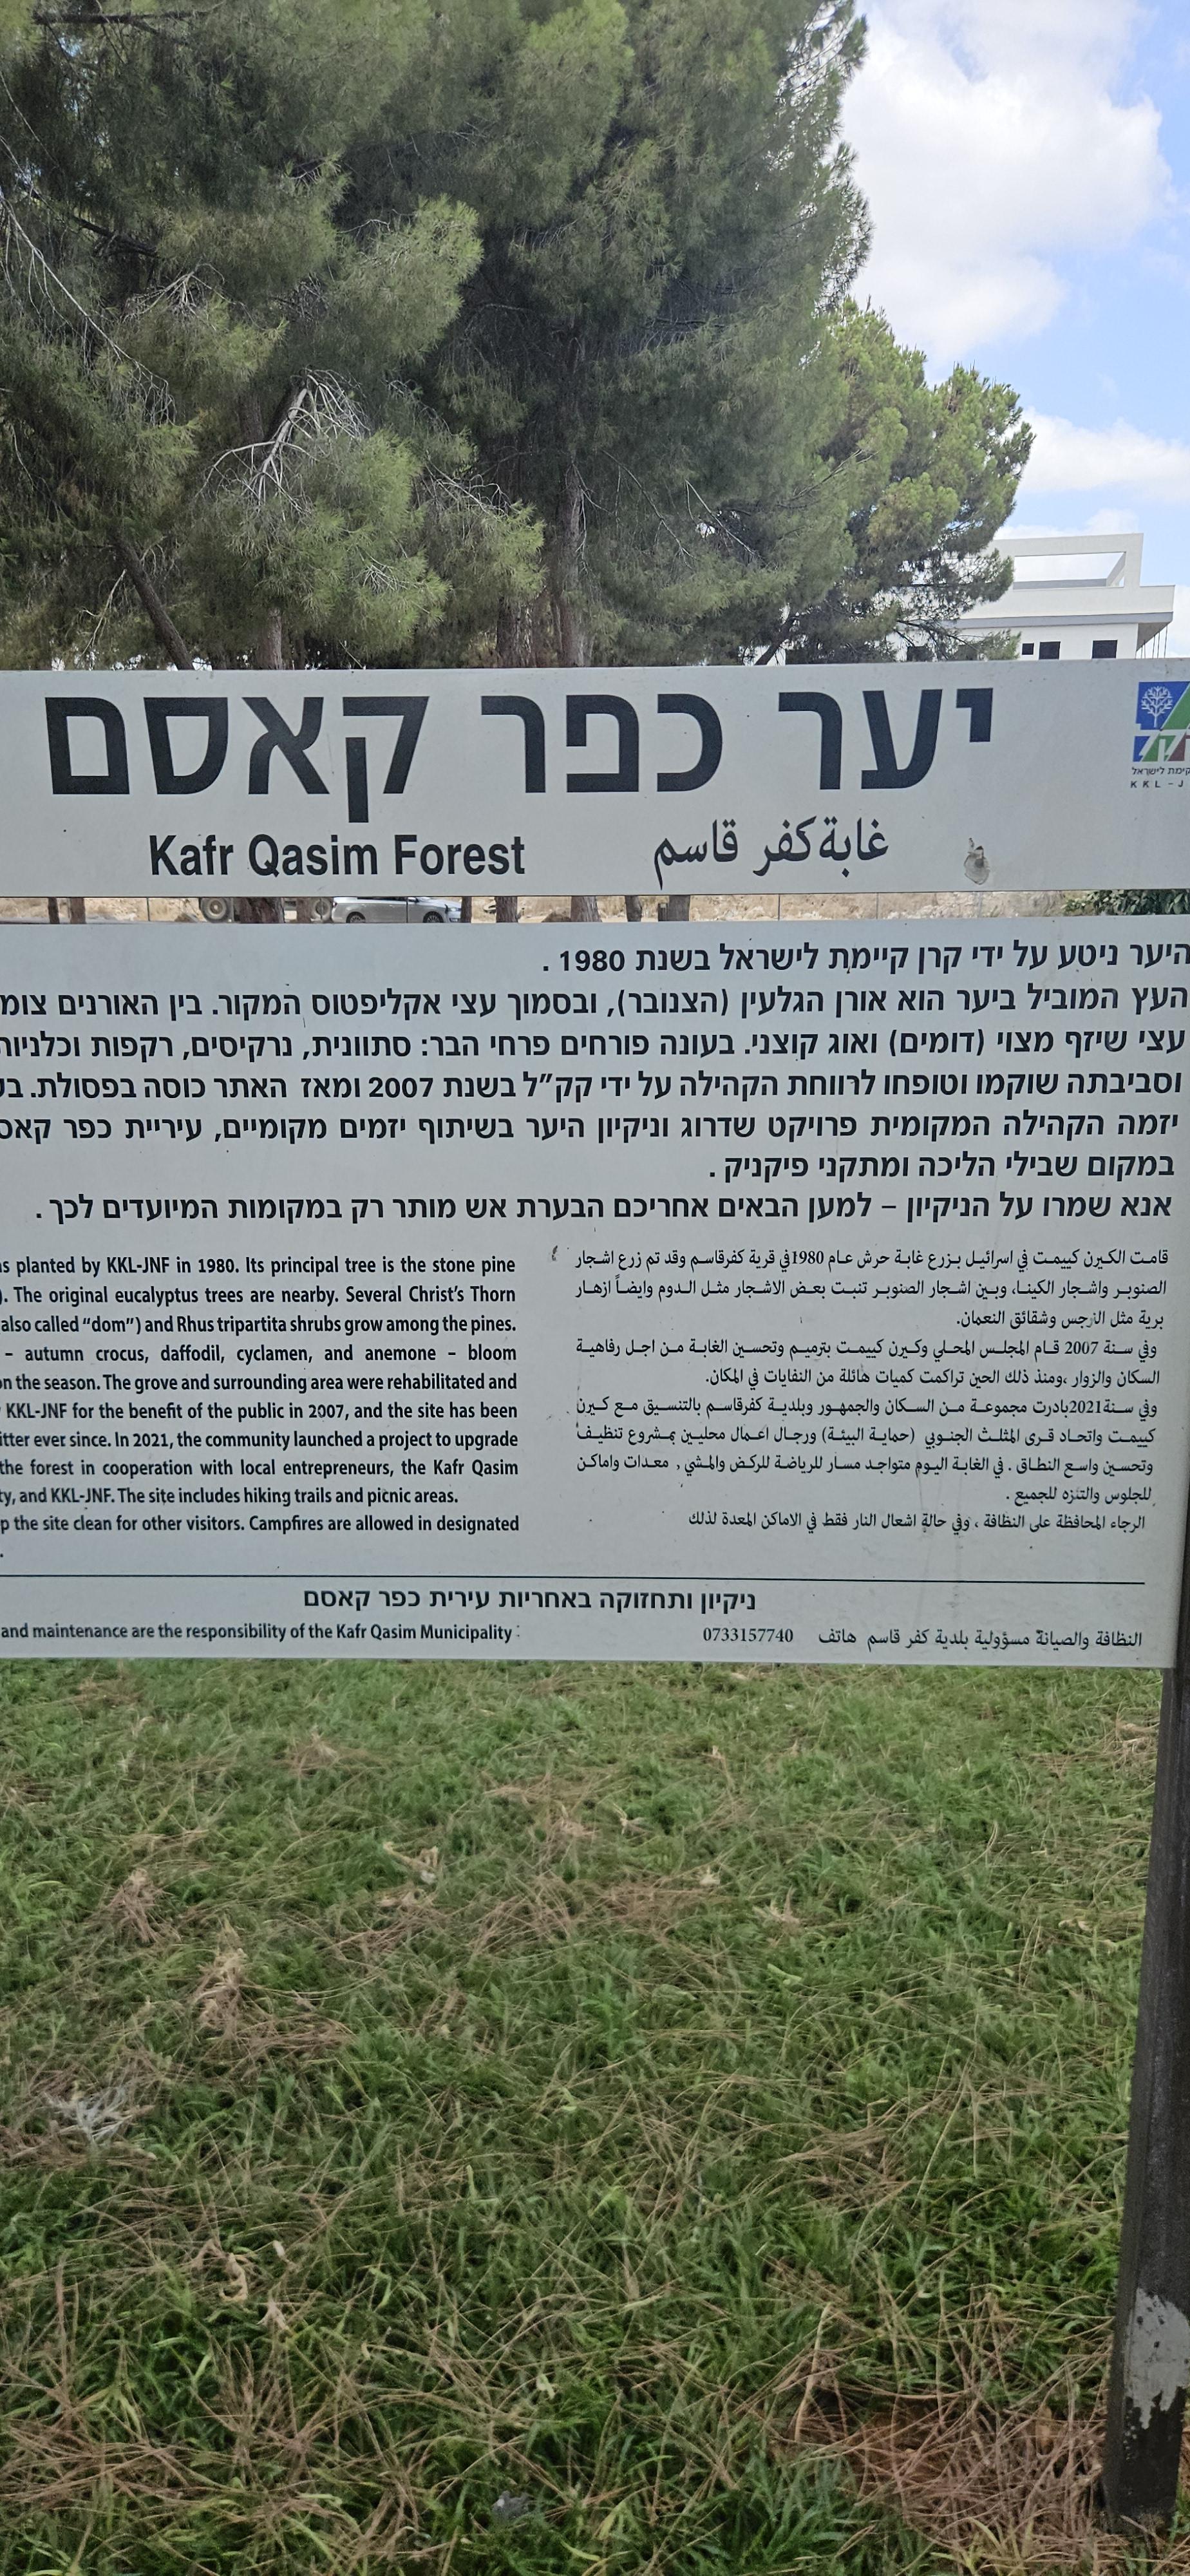 יער כפר קאסם
קימת לישראל
KKL-J
Kafr Qasim Forest
غابة كفر قاسم
היער ניטע על ידי קרן קיימת לישראל בשנת 1980 .
העץ המוביל ביער הוא אורן הגלעין (הצנובר), ובסמוך עצי אקליפטוס המקור. בין האורנים צומ
עצי שיזף מצוי (דומים) ואוג קוצני. בעונה פורחים פרחי הבר: סתוונית, נרקיסים, רקפות וכלניות
וסביבתה שוקמו וטופחו לרווחת הקהילה על ידי קק"ל בשנת 2007 ומאז האתר כוסה בפסולת.
יזמה הקהילה המקומית פרויקט שדרוג וניקיון היער בשיתוף יזמים מקומיים, עיריית כפר קאס
במקום שבילי הליכה ומתקני פיקניק .
אנא שמרו על הניקיון – למען הבאים אחריכם הבערת אש מותר רק במקומות המיועדים לכך .
s planted by KKL-JNF in 1980. Its principal tree is the stone pine
). The original eucalyptus trees are nearby. Several Christ's Thorn
also called "dom") and Rhus tripartita shrubs grow among the pines.
– autumn crocus, daffodil, cyclamen, and anemone – bloom
on the season. The grove and surrounding area were rehabilitated and
KKL-JNF for the benefit of the public in 2007, and the site has been
itter ever since. In 2021, the community launched a project to upgrade
the forest in cooperation with local entrepreneurs, the Kafr Qasim
ty, and KKL-JNF. The site includes hiking trails and picnic areas.
p the site clean for other visitors. Campfires are allowed in designated
.
قامت الكيرن كييمت في اسرائيل بزرع غابة حرش عام 1980في قرية كفرقاسم وقد تم زرع اشجار
الصنوبر واشجار الكينا، وبين اشجار الصنوبر تنبت بعض الاشجار مثل الدوم وايضاً ازهار
برية مثل النرجس وشقائق النعمان.
وفي سنة 2007 قام المجلس المحلي وكيرن كييمت بترميم وتحسين الغابة من اجل رفاهية
السكان والزوار ،ومنذ ذلك الحين تراكمت كميات هائلة من النفايات في المكان.
وفي سنة2021بادرت مجموعة من السكان والجمهور وبلدية كفرقاسم بالتنسيق مع كيرن
كييمت واتحاد قرى المثلث الجنوبي (حماية البيئة) ورجال اعمال محليين بمشروع تنظيف
وتحسين واسع النطاق . في الغابة اليوم متواجد مسار للرياضة للركض والمشي , معدات واماكن
للجلوس والتنزه للجميع .
الرجاء المحافظة على النظافة ، وفي حالة اشعال النار فقط في الاماكن المعدة لذلك
ניקיון ותחזוקה באחריות עירית כפר קאסם
and maintenance are the responsibility of the Kafr Qasim Municipality :
النظافة والصيانة مسؤولية بلدية كفر قاسم هاتف 0733157740